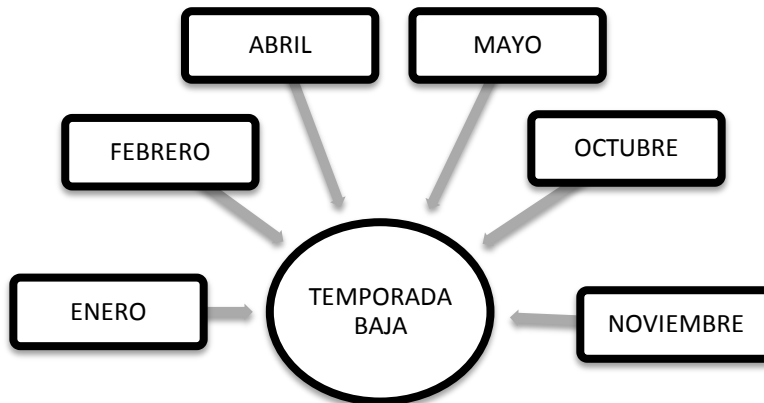 ABRIL
MAYO
FEBRERO
OCTUBRE
ENERO
TEMPORADA
BAJA
NOVIEMBRE